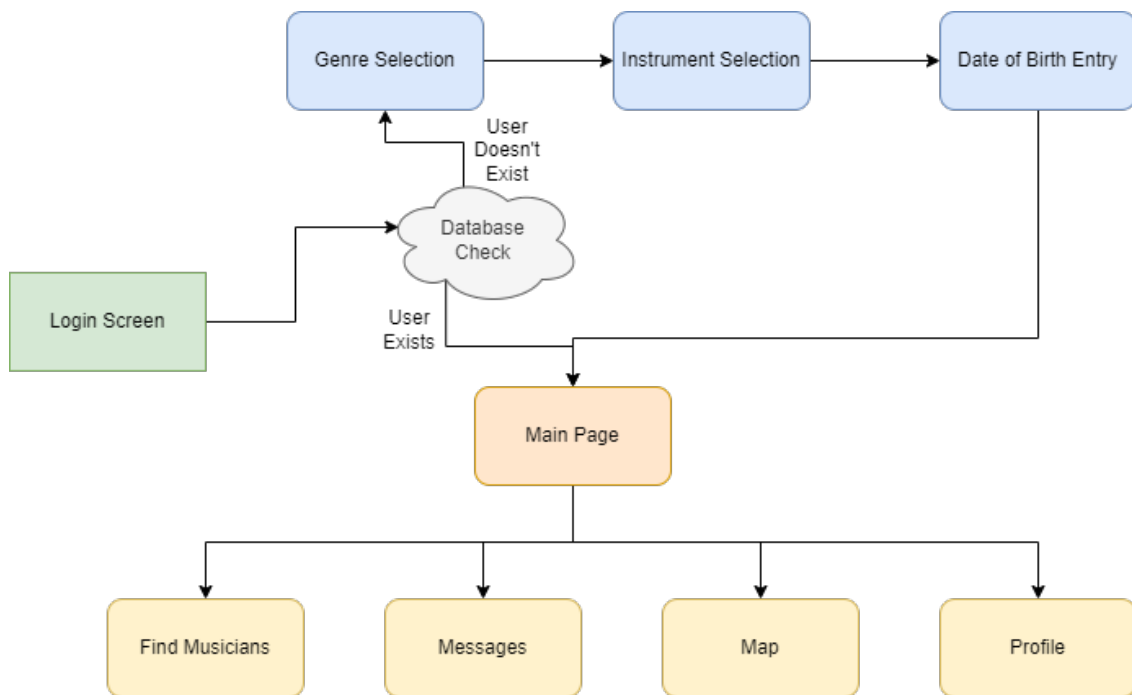 Genre Selection
Instrument Selection
Date of Birth Entry
User
Doesn't
Exist
Database
Check
Login Screen
User
Exists
Main Page
Find Musicians
Messages
Map
Profile